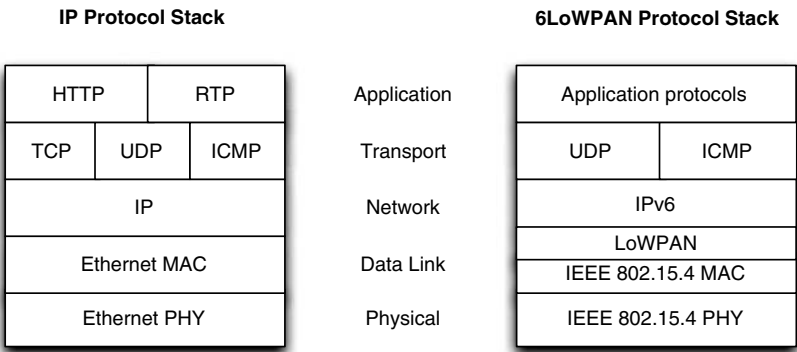 IP Protocol Stack
6LoWPAN Protocol Stack
HTTP RTP Application Application protocols
TCP UDP ICMP Transport UDP ICMP
IP Network IPv6
LoWPAN
Ethernet MAC Data Link
IEEE 802.15.4 MAC
Ethernet PHY Physical IEEE 802.15.4 PHY